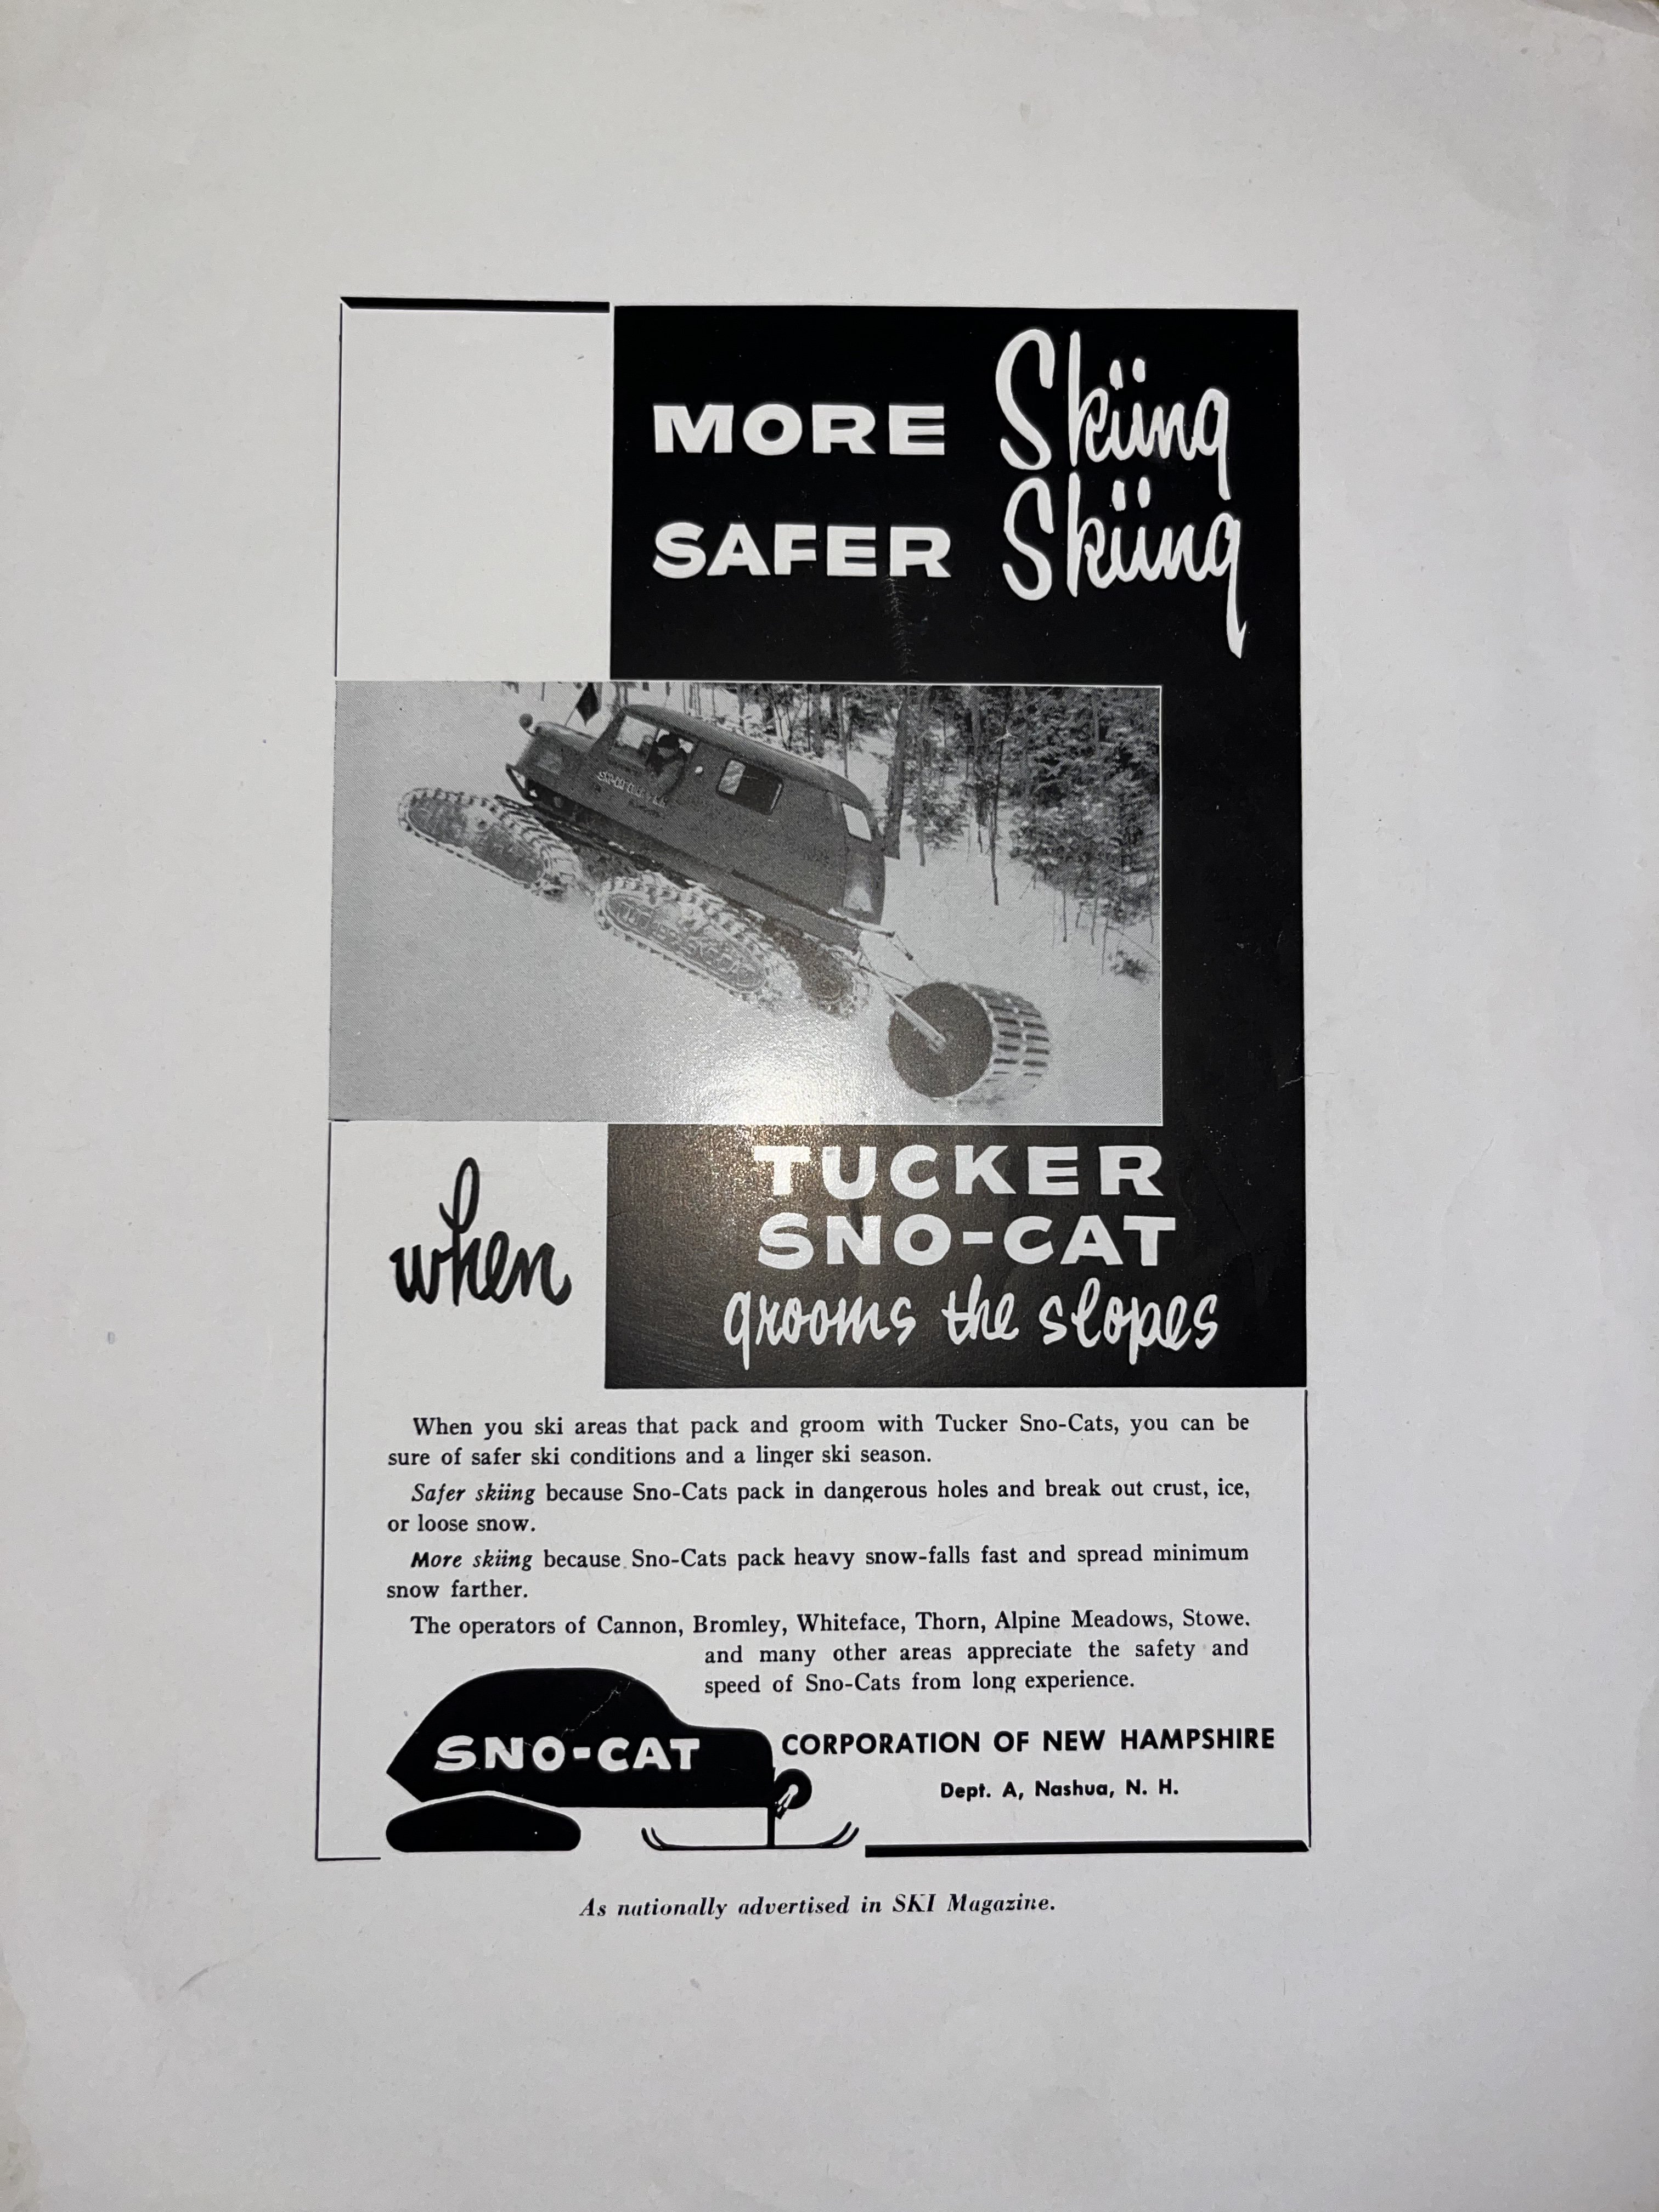 MORE Skiing
SAFER Skiing
when
TUCKER
SNO-CAT
grooms the slopes
When you ski areas that pack and groom with Tucker Sno-Cats, you can be
sure of safer ski conditions and a linger ski season.
Safer skiing because Sno-Cats pack in dangerous holes and break out crust, ice,
or loose snow.
More skiing because Sno-Cats pack heavy snow-falls fast and spread minimum
snow farther.
The operators of Cannon, Bromley, Whiteface, Thorn, Alpine Meadows, Stowe.
and many other areas appreciate the safety and
speed of Sno-Cats from long experience.
SNO-CAT
CORPORATION OF NEW HAMPSHIRE
Dept. A, Nashua, N. H.
As nationally advertised in SKI Magazine.